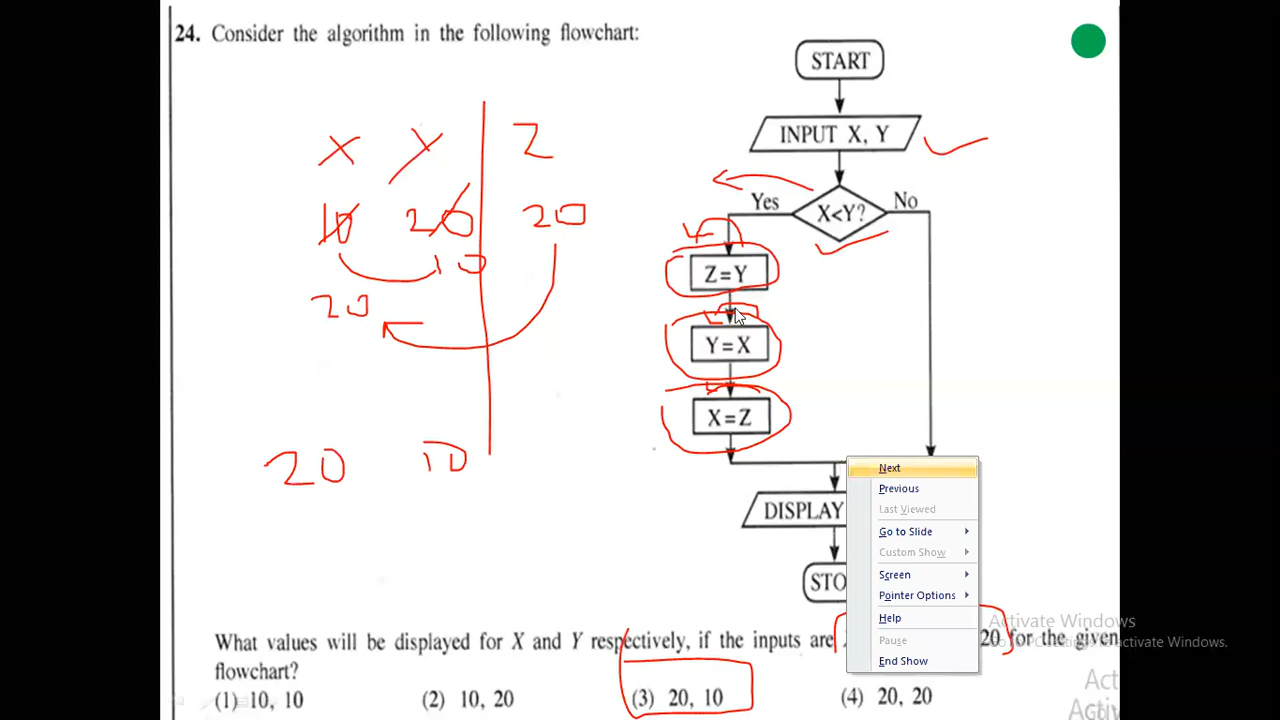 24. Consider the algorithm in the following flowchart:
START
INPUT X, Y
X<Y?
Yes
No
Z=Y
Y=X
X=Z
DISPLAY
STO
X Y Z
10 20 20
10
20
20 10
Next
Previous
Last Viewed
Go to Slide
Custom Show
Screen
Pointer Options
Help
Pause
End Show
Activate Windows
What values will be displayed for X and Y respectively, if the inputs are 20 for the given
flowchart?
(1) 10, 10 (2) 10, 20 (3) 20, 10 (4) 20, 20